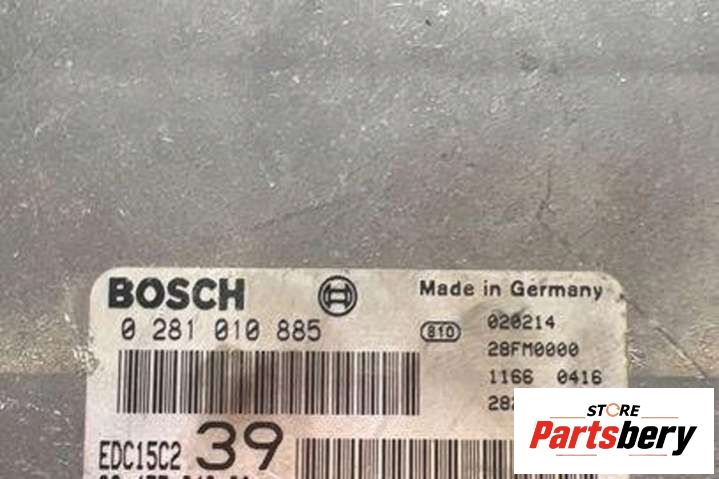 BOSCH
Made in Germany
0 281 010 885
810
020214
28FM0000
1166 0416
EDC15C2 39
STORE
Partsbery